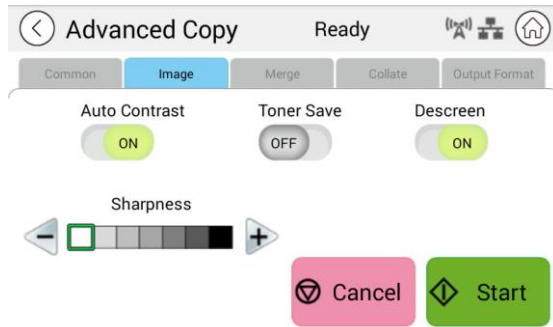 Advanced Copy Ready
Common Image Merge Collate Output Format
Auto Contrast Toner Save Descreen
ON OFF ON
Sharpness
Cancel Start